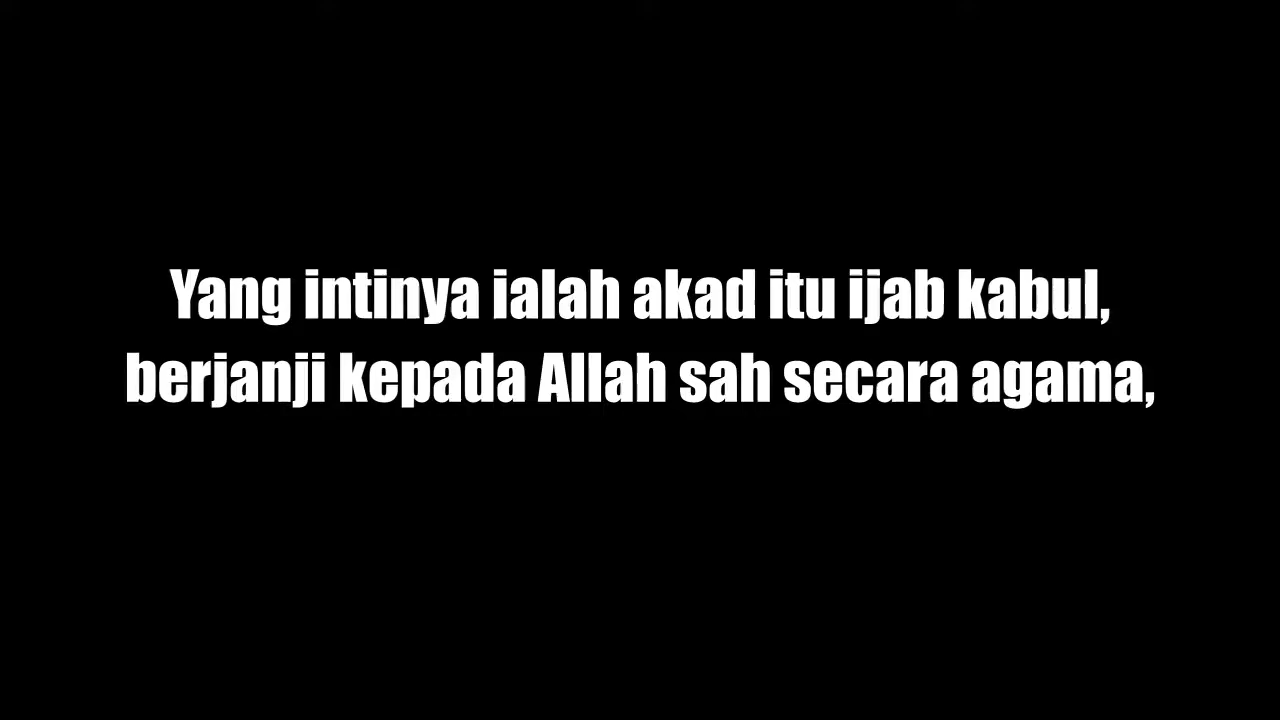 Yang intinya ialah akad itu ijab kabul,
berjanji kepada Allah sah secara agama,